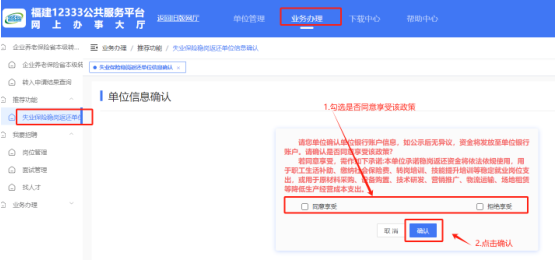 福建12333公共服务平台
网 上 办 事 大 厅
返回旧版网厅
单位管理
业务办理
下载中心
帮助中心
企业养老保险省本级转...
企业养老保险省本级转
转入申请结果查询
推荐功能
失业保险稳岗返还单位
我要招聘
岗位管理
面试管理
找人才
业务办理
业务办理 / 推荐功能 / 失业保险稳岗返还单位信息确认
失业保险稳岗返还单位信息确认 ×
单位信息确认
1.勾选是否同意享受该政策
请您单位确认单位银行账户信息，如公示后无异议，资金将发放至单位银行
账户。请确认是否同意享受该政策？
若同意享受，需作如下承诺:本单位承诺稳岗返还资金将依法依规使用，用
于职工生活补助、缴纳社会保险费、转岗培训、技能提升培训等稳定就业岗位支
出，或用于原材料采购、设备购置、技术研发、营销推广、物流运输、场地租赁
等降低生产经营成本支出。
同意享受
拒绝享受
取 消
确认
2.点击确认